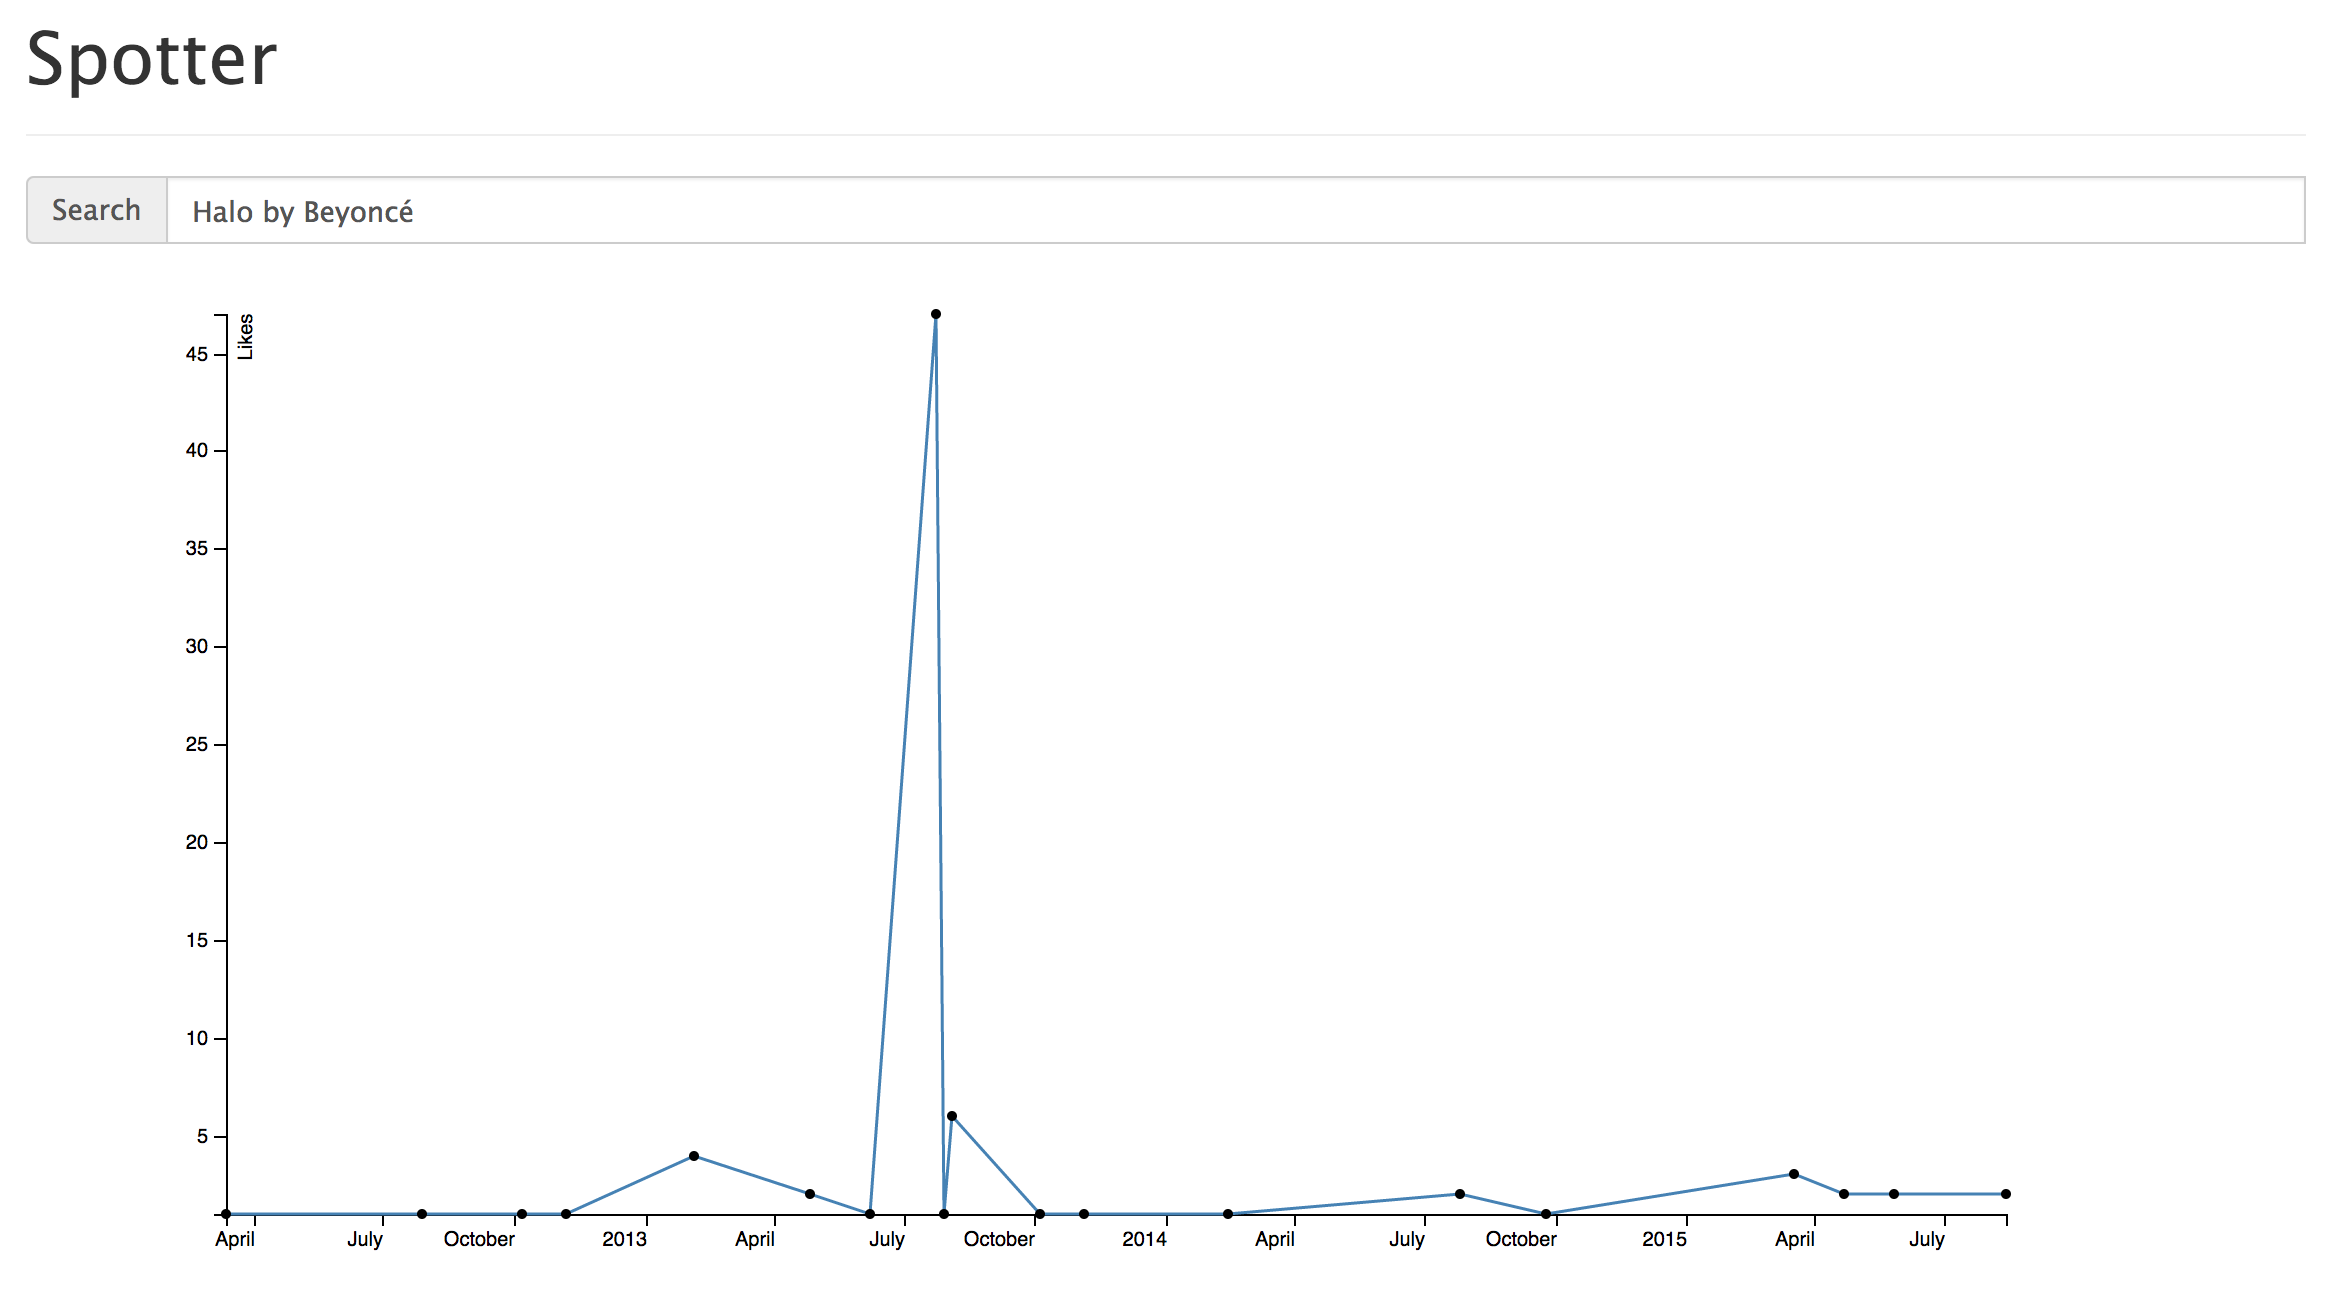 Spotter
Search Halo by Beyoncé
Likes
45
40
35
30
25
20
15
10
5
April July October 2013 April July October 2014 April July October 2015 April July